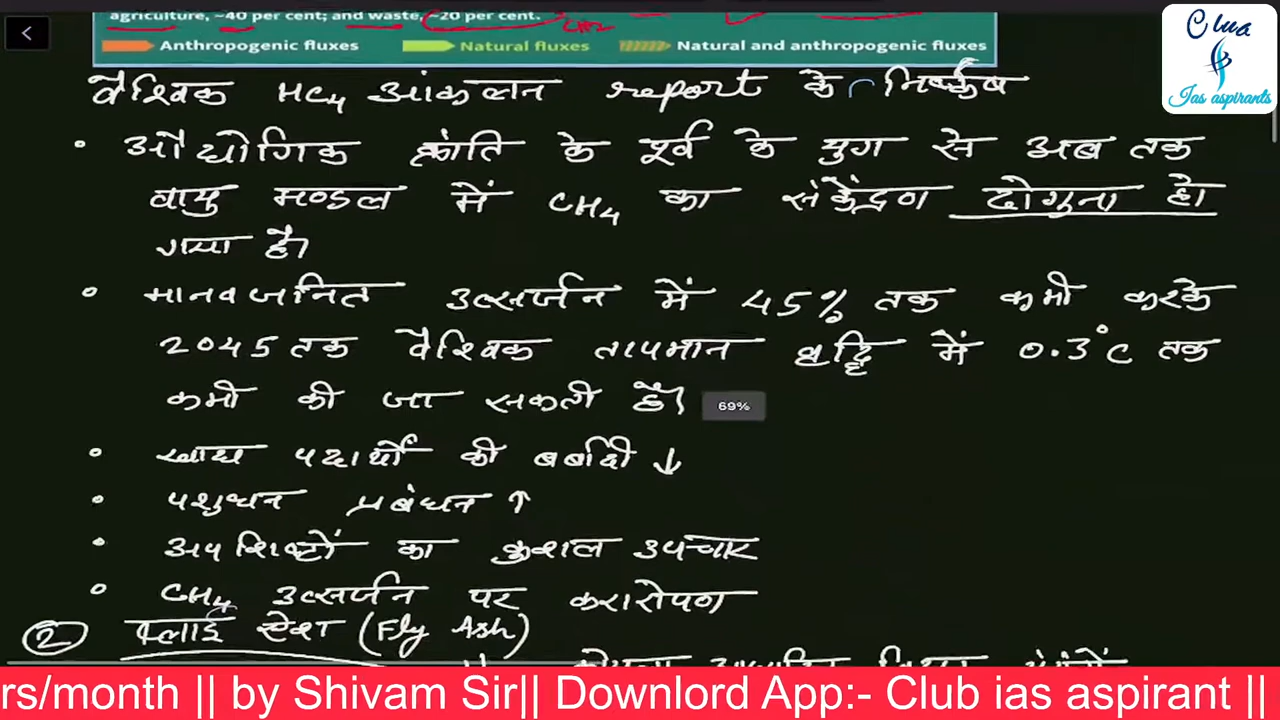 agriculture, ~40 per cent; and waste, ~20 per cent.
CH4
Anthropogenic fluxes Natural fluxes Natural and anthropogenic fluxes
Club
Ias aspirants
वैश्विक HC4 आंकलन report के निष्कर्ष
• औद्योगिक क्रांति के पूर्व के युग से अब तक
वायु मण्डल में CH4 का संकेंद्रण दोगुना हो
गया है।
• मानवजनित उत्सर्जन में 45% तक कमी करके
2045 तक वैश्विक तापमान वृद्धि में 0.3°C तक
कमी की जा सकती है।
69%
• खाद्य पदार्थों की बर्बादी ↓
• पशुधन प्रबंधन ↑
• अपशिष्टों का कुशल उपचार
• CH4 उत्सर्जन पर करारोपण
② फ्लाई ऐश (Fly Ash)
rs/month || by Shivam Sir|| Downlord App:- Club ias aspirant ||